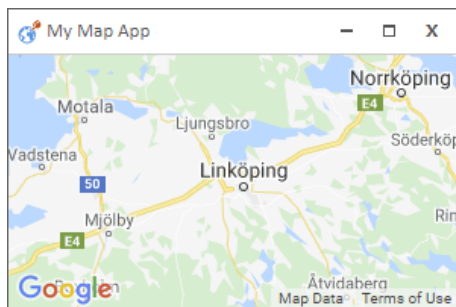 My Map App
Norrköping
E4
Motala
Ljungsbro
Söderköp
Vadstena
Linköping
50
Mjölby
Rin
E4
Google
Åtvidaberg
Map Data Terms of Use